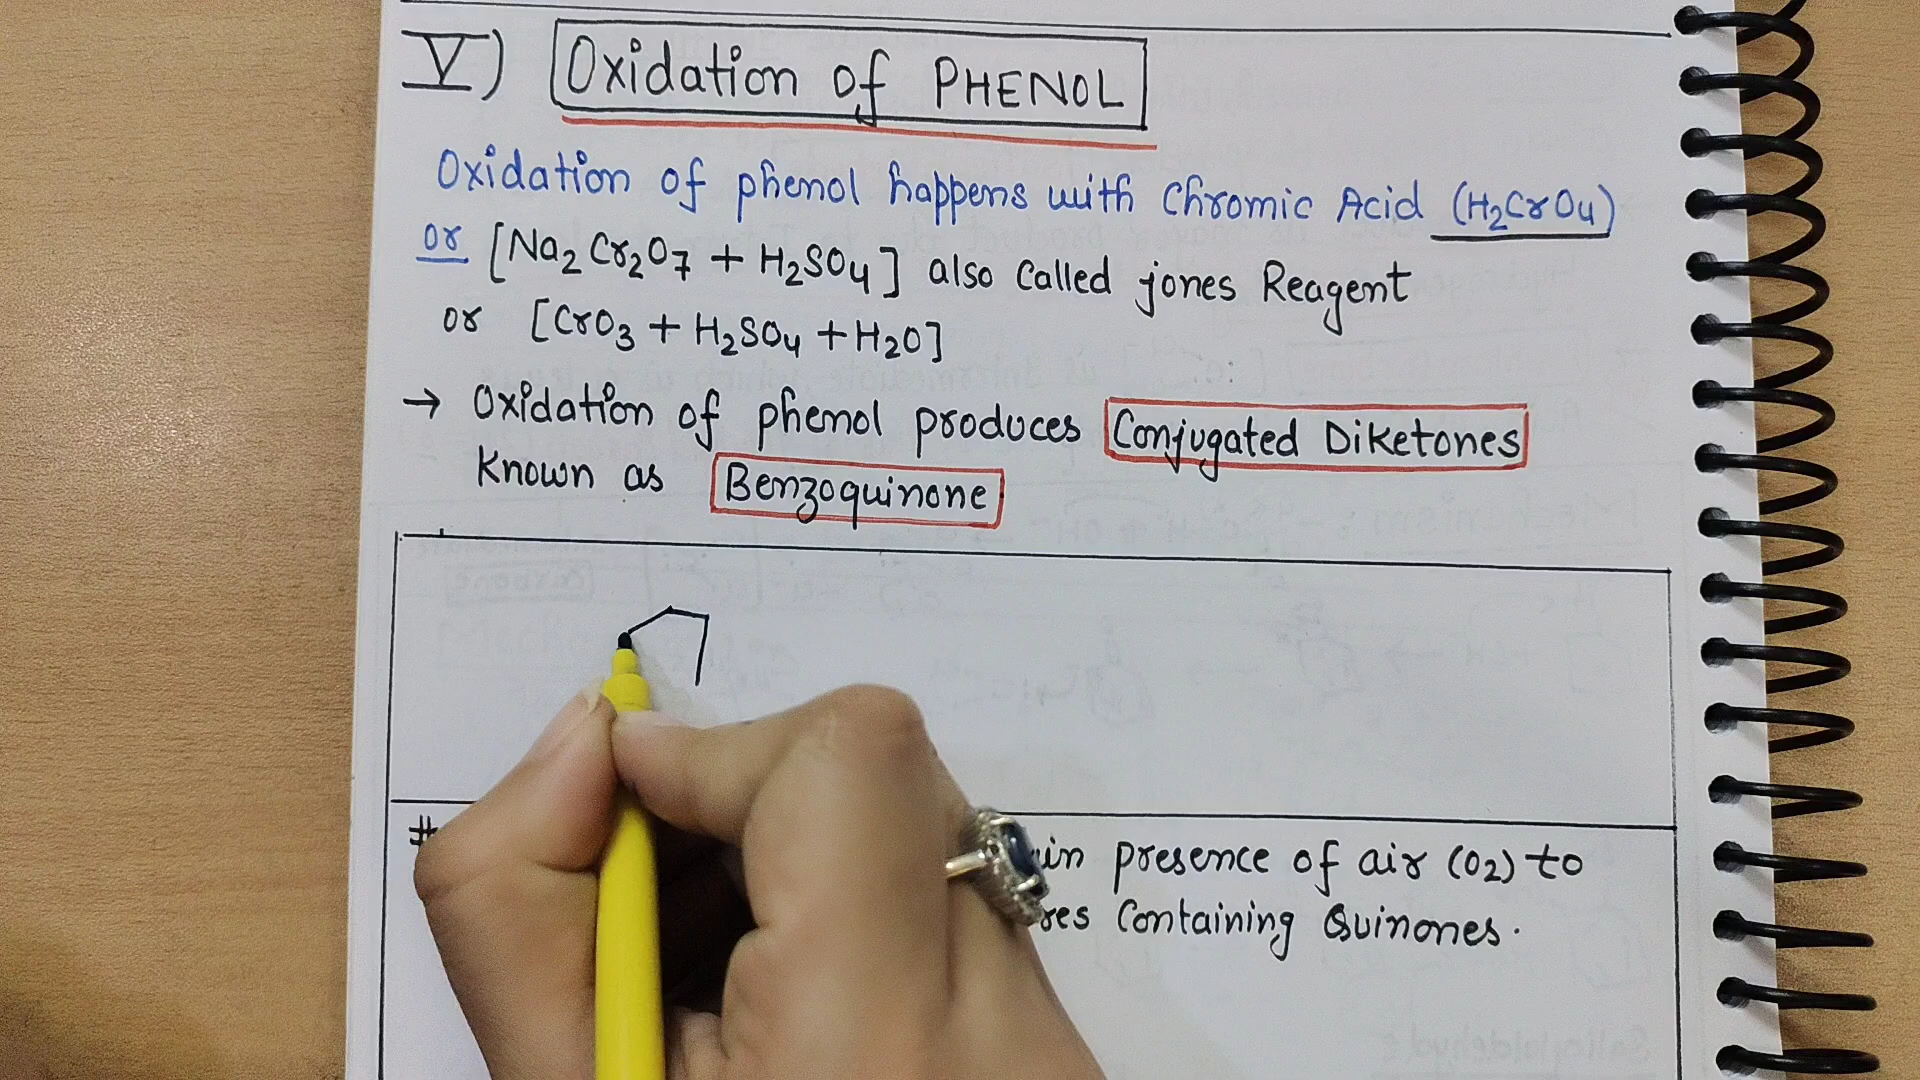 V) Oxidation of PHENOL
Oxidation of phenol happens with Chromic Acid (H2CrO4)
or [Na2Cr2O7 + H2SO4] also called jones Reagent
or [CrO3 + H2SO4 + H2O]
→ Oxidation of phenol produces Conjugated Diketones
Known as Benzoquinone
# in presence of air (O2) to
res Containing Quinones.